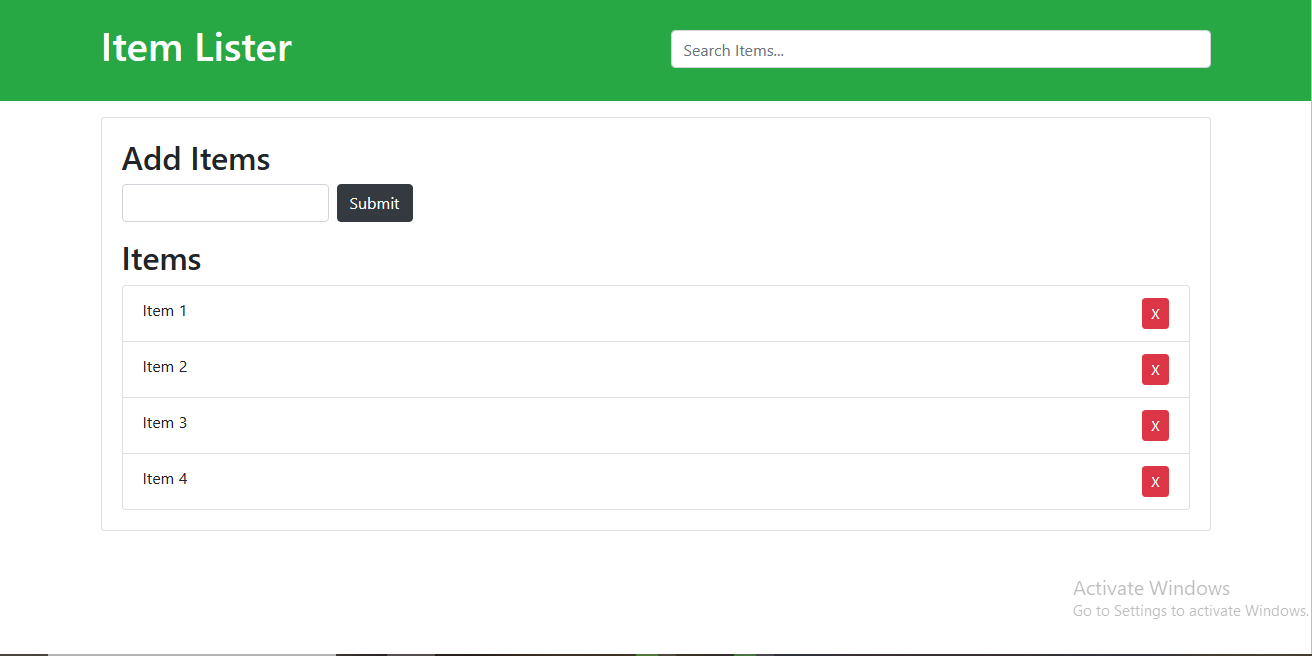 Item Lister
Search Items...
Add Items
Submit
Items
Item 1
X
Item 2
X
Item 3
X
Item 4
X
Activate Windows
Go to Settings to activate Windows.